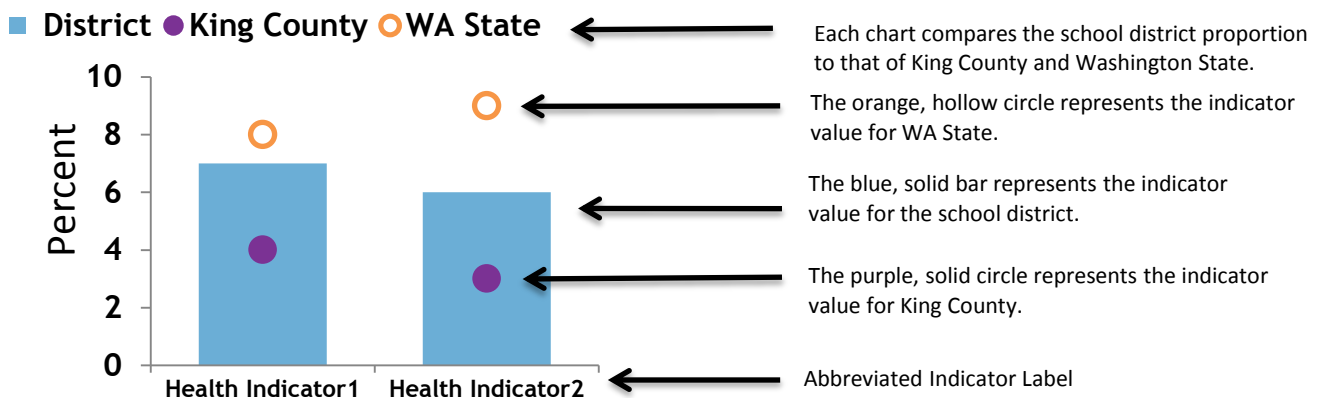 District King County WA State
Each chart compares the school district proportion
to that of King County and Washington State.
10
8
6
4
2
0
Percent
The orange, hollow circle represents the indicator
value for WA State.
The blue, solid bar represents the indicator
value for the school district.
The purple, solid circle represents the indicator
value for King County.
Health Indicator1 Health Indicator2
Abbreviated Indicator Label